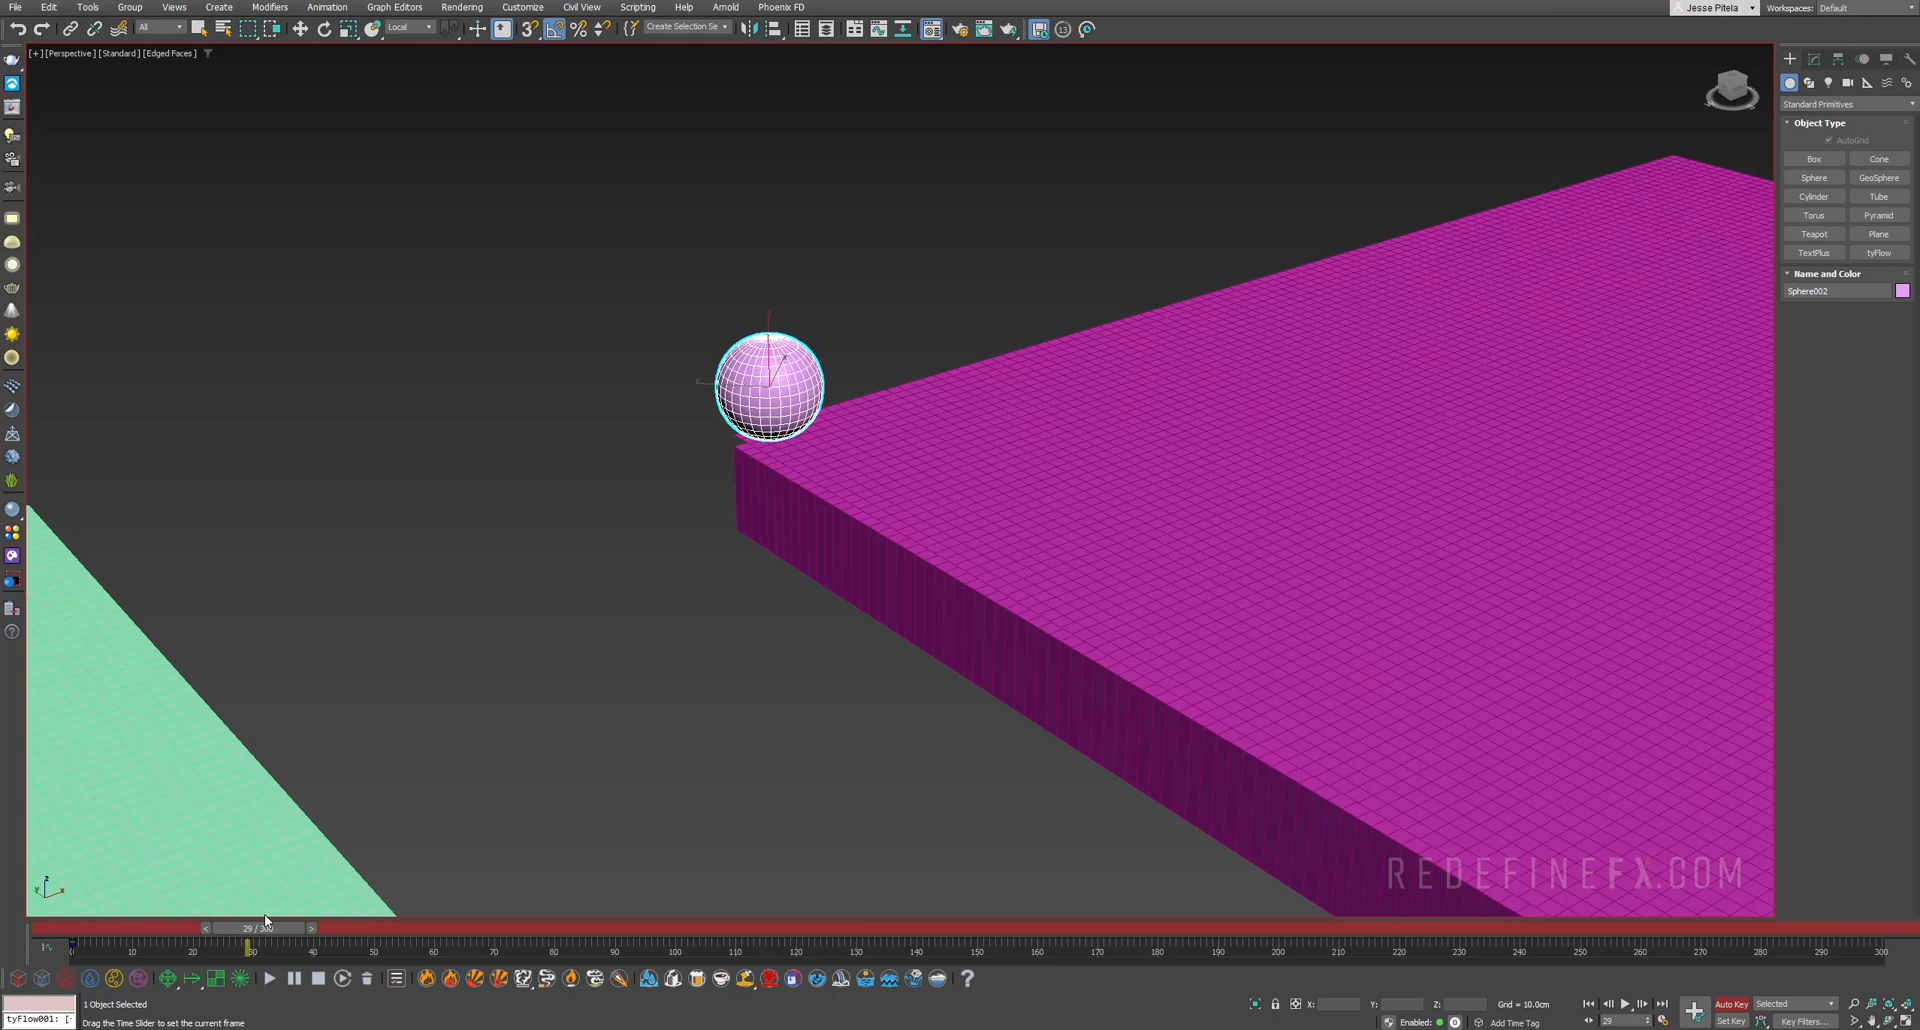 File Edit Tools Group Views Create Modifiers Animation Graph Editors Rendering Customize Civil View Scripting Help Arnold Phoenix FD
Jesse Pitela Workspaces: Default
All Local Create Selection Se
[+] [Perspective] [Standard] [Edged Faces]
Standard Primitives
Object Type
AutoGrid
Box Cone
Sphere GeoSphere
Cylinder Tube
Torus Pyramid
Teapot Plane
TextPlus tyFlow
Name and Color
Sphere002
REDEFINEFX.COM
z
y x
< 29 / 300 >
10 20 30 40 50 60 70 80 90 100 110 120 130 140 150 160 170 180 190 200 210 220 230 240 250 260 270 280 290 300
1 Object Selected X: Y: Z: Grid = 10.0cm Auto Key Selected
tyFlow001: [ Drag the Time Slider to set the current frame Enabled: Add Time Tag 29 Set Key Key Filters...